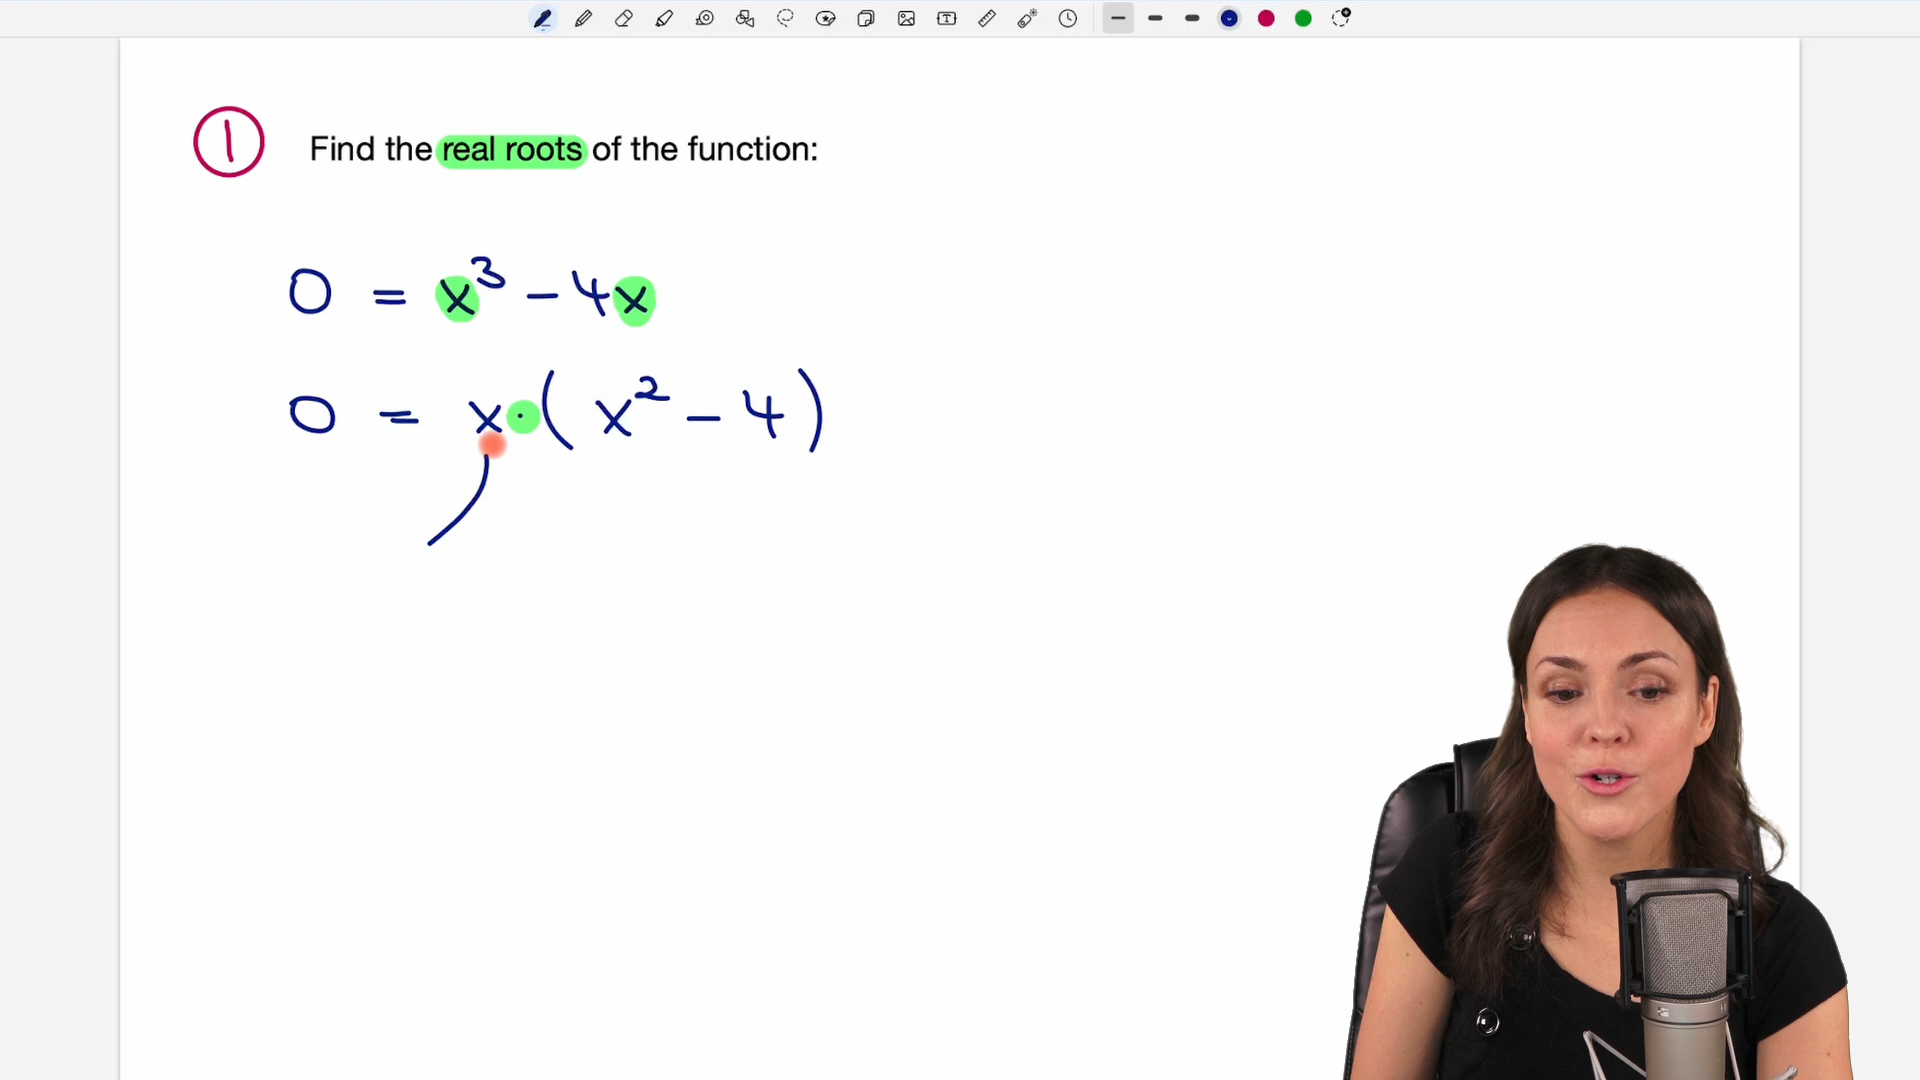 1 Find the real roots of the function:
0 = x³ - 4x
0 = x · ( x² - 4 )